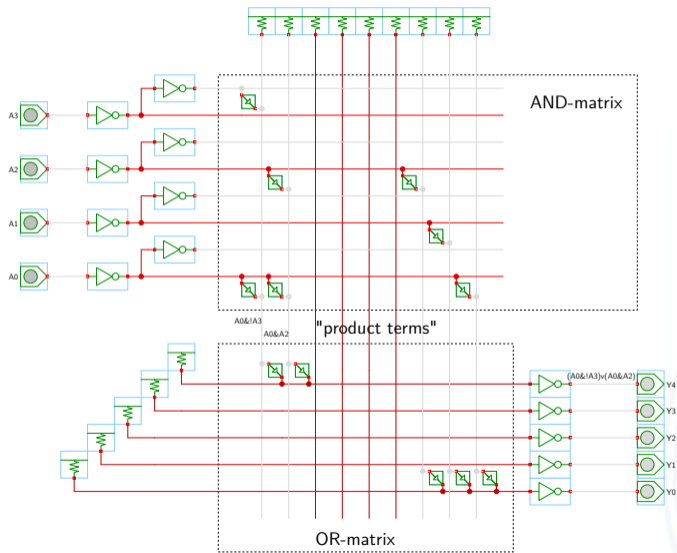 AND-matrix
A3
A2
A1
A0
A0&!A3
A0&A2
"product terms"
(A0&!A3)v(A0&A2)
Y4
Y3
Y2
Y1
Y0
OR-matrix